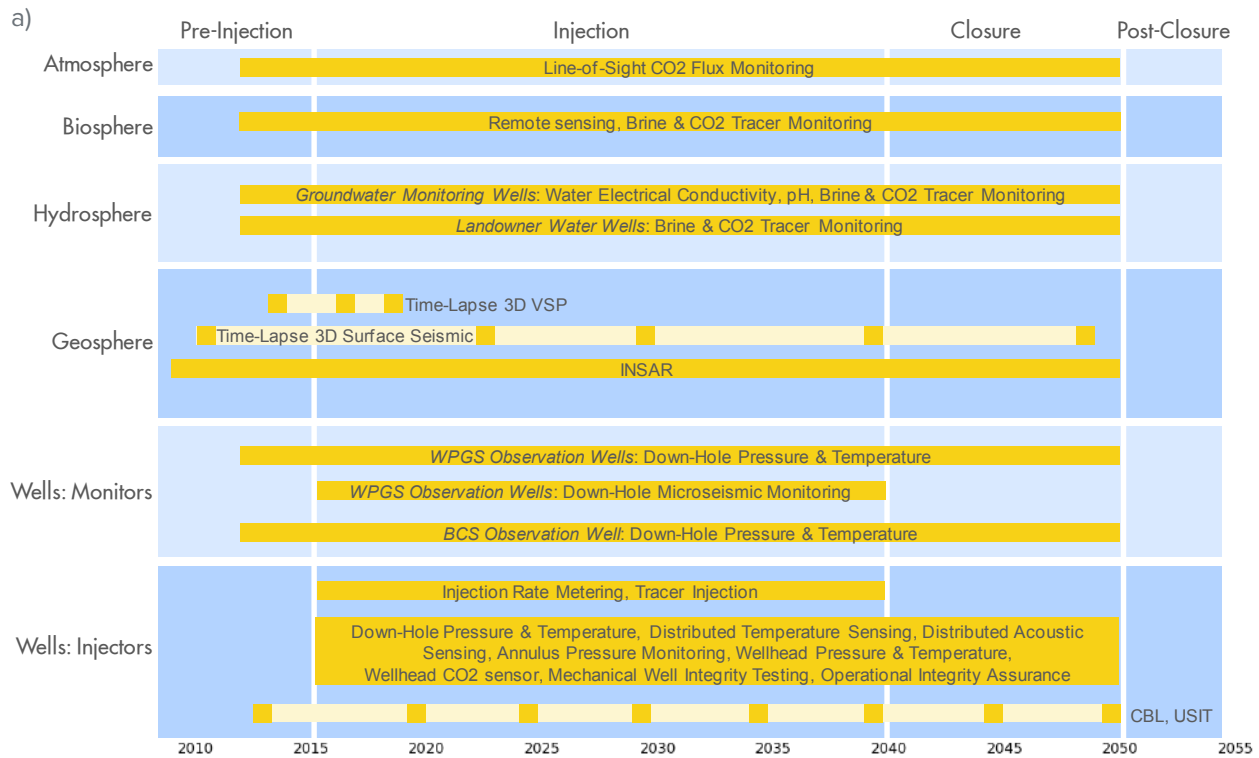 a)
Pre-Injection
Injection
Closure
Post-Closure
Atmosphere
Line-of-Sight CO2 Flux Monitoring
Biosphere
Remote sensing, Brine & CO2 Tracer Monitoring
Hydrosphere
Groundwater Monitoring Wells: Water Electrical Conductivity, pH, Brine & CO2 Tracer Monitoring
Landowner Water Wells: Brine & CO2 Tracer Monitoring
Geosphere
Time-Lapse 3D VSP
Time-Lapse 3D Surface Seismic
INSAR
Wells: Monitors
WPGS Observation Wells: Down-Hole Pressure & Temperature
WPGS Observation Wells: Down-Hole Microseismic Monitoring
BCS Observation Well: Down-Hole Pressure & Temperature
Wells: Injectors
Injection Rate Metering, Tracer Injection
Down-Hole Pressure & Temperature, Distributed Temperature Sensing, Distributed Acoustic
Sensing, Annulus Pressure Monitoring, Wellhead Pressure & Temperature,
Wellhead CO2 sensor, Mechanical Well Integrity Testing, Operational Integrity Assurance
CBL, USIT
2010 2015 2020 2025 2030 2035 2040 2045 2050 2055